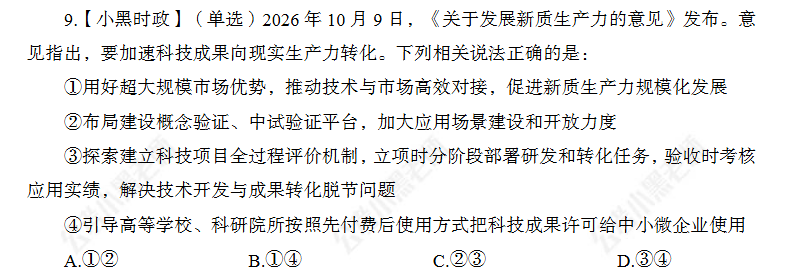 9.【小黑时政】（单选）2026 年 10 月 9 日，《关于发展新质生产力的意见》发布。意
见指出，要加速科技成果向现实生产力转化。下列相关说法正确的是：
①用好超大规模市场优势，推动技术与市场高效对接，促进新质生产力规模化发展
②布局建设概念验证、中试验证平台，加大应用场景建设和开放力度
③探索建立科技项目全过程评价机制，立项时分阶段部署研发和转化任务，验收时考核
应用实绩，解决技术开发与成果转化脱节问题
④引导高等学校、科研院所按照先付费后使用方式把科技成果许可给中小微企业使用
A.①② B.①④ C.②③ D.③④